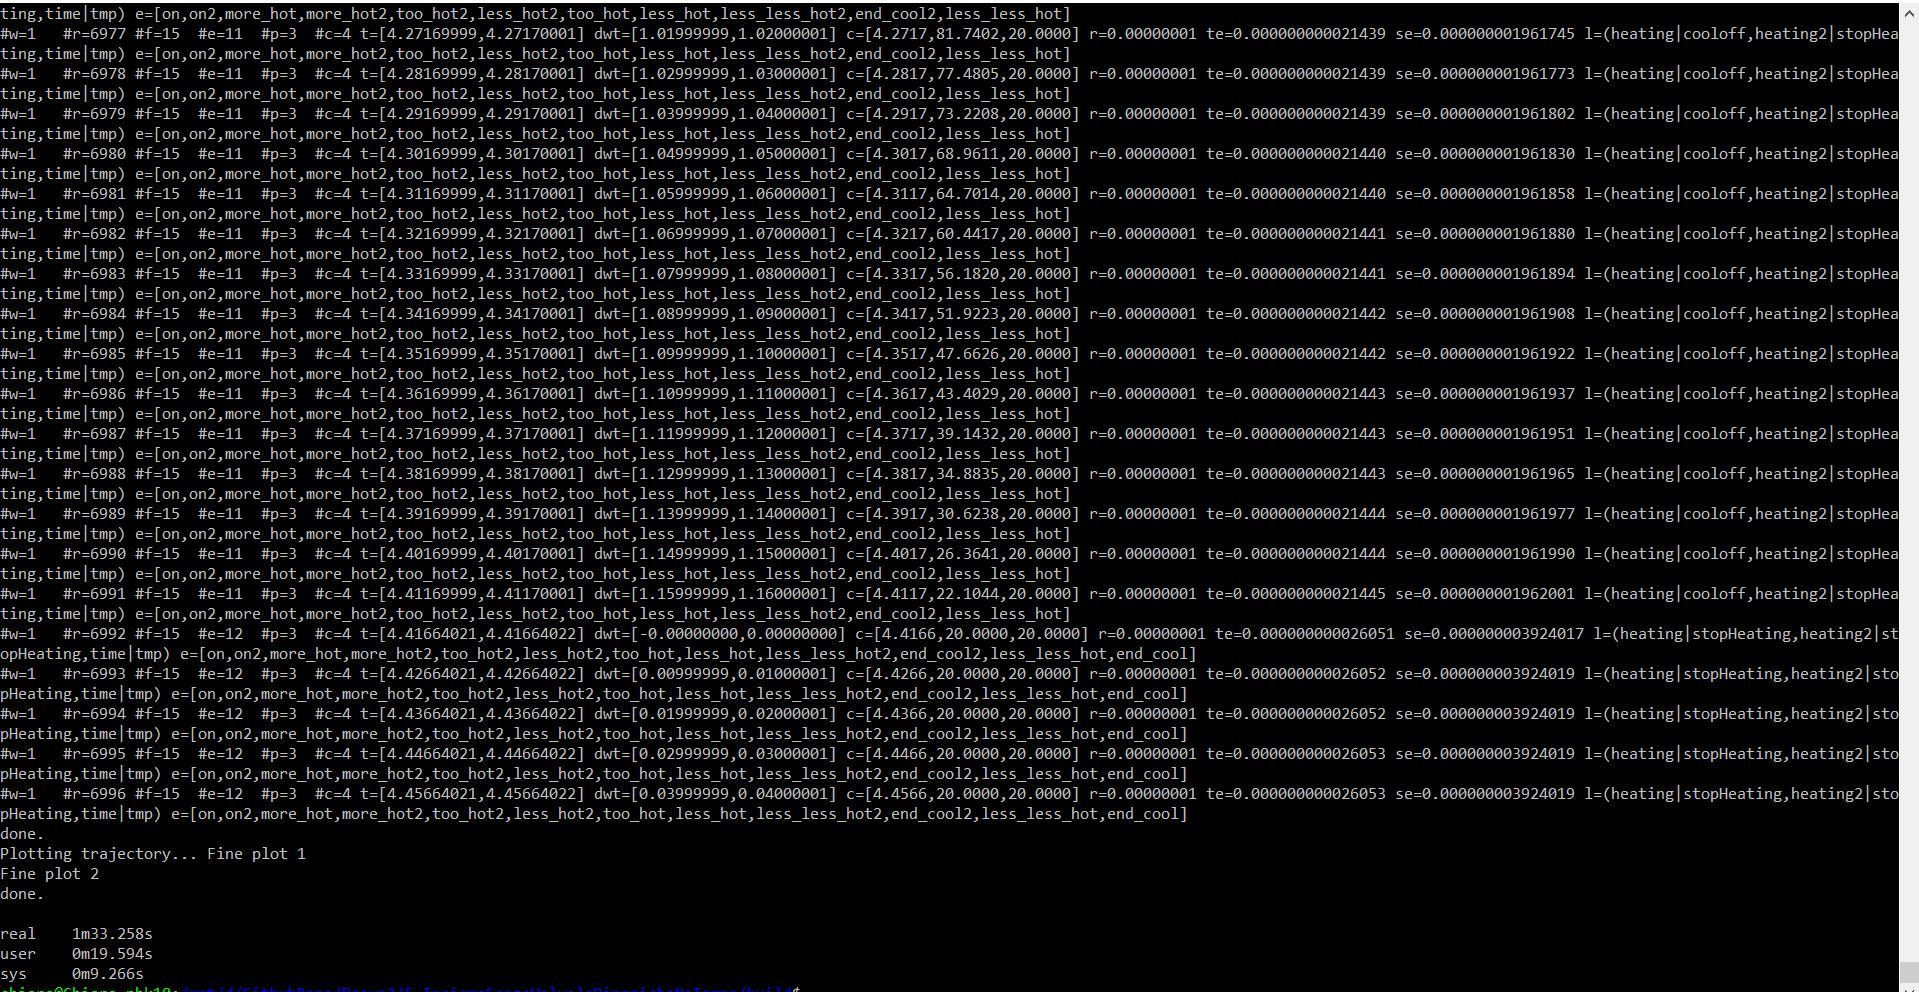 ting,time|tmp) e=[on,on2,more_hot,more_hot2,too_hot2,less_hot2,too_hot,less_hot,less_less_hot2,end_cool2,less_less_hot]
#w=1   #r=6977 #f=15  #e=11  #p=3  #c=4 t=[4.27169999,4.27170001] dwt=[1.01999999,1.02000001] c=[4.2717,81.7402,20.0000] r=0.00000001 te=0.000000000021439 se=0.000000001961745 l=(heating|cooloff,heating2|stopHea
ting,time|tmp) e=[on,on2,more_hot,more_hot2,too_hot2,less_hot2,too_hot,less_hot,less_less_hot2,end_cool2,less_less_hot]
#w=1   #r=6978 #f=15  #e=11  #p=3  #c=4 t=[4.28169999,4.28170001] dwt=[1.02999999,1.03000001] c=[4.2817,77.4805,20.0000] r=0.00000001 te=0.000000000021439 se=0.000000001961773 l=(heating|cooloff,heating2|stopHea
ting,time|tmp) e=[on,on2,more_hot,more_hot2,too_hot2,less_hot2,too_hot,less_hot,less_less_hot2,end_cool2,less_less_hot]
#w=1   #r=6979 #f=15  #e=11  #p=3  #c=4 t=[4.29169999,4.29170001] dwt=[1.03999999,1.04000001] c=[4.2917,73.2208,20.0000] r=0.00000001 te=0.000000000021439 se=0.000000001961802 l=(heating|cooloff,heating2|stopHea
ting,time|tmp) e=[on,on2,more_hot,more_hot2,too_hot2,less_hot2,too_hot,less_hot,less_less_hot2,end_cool2,less_less_hot]
#w=1   #r=6980 #f=15  #e=11  #p=3  #c=4 t=[4.30169999,4.30170001] dwt=[1.04999999,1.05000001] c=[4.3017,68.9611,20.0000] r=0.00000001 te=0.000000000021440 se=0.000000001961830 l=(heating|cooloff,heating2|stopHea
ting,time|tmp) e=[on,on2,more_hot,more_hot2,too_hot2,less_hot2,too_hot,less_hot,less_less_hot2,end_cool2,less_less_hot]
#w=1   #r=6981 #f=15  #e=11  #p=3  #c=4 t=[4.31169999,4.31170001] dwt=[1.05999999,1.06000001] c=[4.3117,64.7014,20.0000] r=0.00000001 te=0.000000000021440 se=0.000000001961858 l=(heating|cooloff,heating2|stopHea
ting,time|tmp) e=[on,on2,more_hot,more_hot2,too_hot2,less_hot2,too_hot,less_hot,less_less_hot2,end_cool2,less_less_hot]
#w=1   #r=6982 #f=15  #e=11  #p=3  #c=4 t=[4.32169999,4.32170001] dwt=[1.06999999,1.07000001] c=[4.3217,60.4417,20.0000] r=0.00000001 te=0.000000000021441 se=0.000000001961880 l=(heating|cooloff,heating2|stopHea
ting,time|tmp) e=[on,on2,more_hot,more_hot2,too_hot2,less_hot2,too_hot,less_hot,less_less_hot2,end_cool2,less_less_hot]
#w=1   #r=6983 #f=15  #e=11  #p=3  #c=4 t=[4.33169999,4.33170001] dwt=[1.07999999,1.08000001] c=[4.3317,56.1820,20.0000] r=0.00000001 te=0.000000000021441 se=0.000000001961894 l=(heating|cooloff,heating2|stopHea
ting,time|tmp) e=[on,on2,more_hot,more_hot2,too_hot2,less_hot2,too_hot,less_hot,less_less_hot2,end_cool2,less_less_hot]
#w=1   #r=6984 #f=15  #e=11  #p=3  #c=4 t=[4.34169999,4.34170001] dwt=[1.08999999,1.09000001] c=[4.3417,51.9223,20.0000] r=0.00000001 te=0.000000000021442 se=0.000000001961908 l=(heating|cooloff,heating2|stopHea
ting,time|tmp) e=[on,on2,more_hot,more_hot2,too_hot2,less_hot2,too_hot,less_hot,less_less_hot2,end_cool2,less_less_hot]
#w=1   #r=6985 #f=15  #e=11  #p=3  #c=4 t=[4.35169999,4.35170001] dwt=[1.09999999,1.10000001] c=[4.3517,47.6626,20.0000] r=0.00000001 te=0.000000000021442 se=0.000000001961922 l=(heating|cooloff,heating2|stopHea
ting,time|tmp) e=[on,on2,more_hot,more_hot2,too_hot2,less_hot2,too_hot,less_hot,less_less_hot2,end_cool2,less_less_hot]
#w=1   #r=6986 #f=15  #e=11  #p=3  #c=4 t=[4.36169999,4.36170001] dwt=[1.10999999,1.11000001] c=[4.3617,43.4029,20.0000] r=0.00000001 te=0.000000000021443 se=0.000000001961937 l=(heating|cooloff,heating2|stopHea
ting,time|tmp) e=[on,on2,more_hot,more_hot2,too_hot2,less_hot2,too_hot,less_hot,less_less_hot2,end_cool2,less_less_hot]
#w=1   #r=6987 #f=15  #e=11  #p=3  #c=4 t=[4.37169999,4.37170001] dwt=[1.11999999,1.12000001] c=[4.3717,39.1432,20.0000] r=0.00000001 te=0.000000000021443 se=0.000000001961951 l=(heating|cooloff,heating2|stopHea
ting,time|tmp) e=[on,on2,more_hot,more_hot2,too_hot2,less_hot2,too_hot,less_hot,less_less_hot2,end_cool2,less_less_hot]
#w=1   #r=6988 #f=15  #e=11  #p=3  #c=4 t=[4.38169999,4.38170001] dwt=[1.12999999,1.13000001] c=[4.3817,34.8835,20.0000] r=0.00000001 te=0.000000000021443 se=0.000000001961965 l=(heating|cooloff,heating2|stopHea
ting,time|tmp) e=[on,on2,more_hot,more_hot2,too_hot2,less_hot2,too_hot,less_hot,less_less_hot2,end_cool2,less_less_hot]
#w=1   #r=6989 #f=15  #e=11  #p=3  #c=4 t=[4.39169999,4.39170001] dwt=[1.13999999,1.14000001] c=[4.3917,30.6238,20.0000] r=0.00000001 te=0.000000000021444 se=0.000000001961977 l=(heating|cooloff,heating2|stopHea
ting,time|tmp) e=[on,on2,more_hot,more_hot2,too_hot2,less_hot2,too_hot,less_hot,less_less_hot2,end_cool2,less_less_hot]
#w=1   #r=6990 #f=15  #e=11  #p=3  #c=4 t=[4.40169999,4.40170001] dwt=[1.14999999,1.15000001] c=[4.4017,26.3641,20.0000] r=0.00000001 te=0.000000000021444 se=0.000000001961990 l=(heating|cooloff,heating2|stopHea
ting,time|tmp) e=[on,on2,more_hot,more_hot2,too_hot2,less_hot2,too_hot,less_hot,less_less_hot2,end_cool2,less_less_hot]
#w=1   #r=6991 #f=15  #e=11  #p=3  #c=4 t=[4.41169999,4.41170001] dwt=[1.15999999,1.16000001] c=[4.4117,22.1044,20.0000] r=0.00000001 te=0.000000000021445 se=0.000000001962001 l=(heating|cooloff,heating2|stopHea
ting,time|tmp) e=[on,on2,more_hot,more_hot2,too_hot2,less_hot2,too_hot,less_hot,less_less_hot2,end_cool2,less_less_hot]
#w=1   #r=6992 #f=15  #e=12  #p=3  #c=4 t=[4.41664021,4.41664022] dwt=[-0.00000000,0.00000000] c=[4.4166,20.0000,20.0000] r=0.00000001 te=0.000000000026051 se=0.000000003924017 l=(heating|stopHeating,heating2|st
opHeating,time|tmp) e=[on,on2,more_hot,more_hot2,too_hot2,less_hot2,too_hot,less_hot,less_less_hot2,end_cool2,less_less_hot,end_cool]
#w=1   #r=6993 #f=15  #e=12  #p=3  #c=4 t=[4.42664021,4.42664022] dwt=[0.00999999,0.01000001] c=[4.4266,20.0000,20.0000] r=0.00000001 te=0.000000000026052 se=0.000000003924019 l=(heating|stopHeating,heating2|sto
pHeating,time|tmp) e=[on,on2,more_hot,more_hot2,too_hot2,less_hot2,too_hot,less_hot,less_less_hot2,end_cool2,less_less_hot,end_cool]
#w=1   #r=6994 #f=15  #e=12  #p=3  #c=4 t=[4.43664021,4.43664022] dwt=[0.01999999,0.02000001] c=[4.4366,20.0000,20.0000] r=0.00000001 te=0.000000000026052 se=0.000000003924019 l=(heating|stopHeating,heating2|sto
pHeating,time|tmp) e=[on,on2,more_hot,more_hot2,too_hot2,less_hot2,too_hot,less_hot,less_less_hot2,end_cool2,less_less_hot,end_cool]
#w=1   #r=6995 #f=15  #e=12  #p=3  #c=4 t=[4.44664021,4.44664022] dwt=[0.02999999,0.03000001] c=[4.4466,20.0000,20.0000] r=0.00000001 te=0.000000000026053 se=0.000000003924019 l=(heating|stopHeating,heating2|sto
pHeating,time|tmp) e=[on,on2,more_hot,more_hot2,too_hot2,less_hot2,too_hot,less_hot,less_less_hot2,end_cool2,less_less_hot,end_cool]
#w=1   #r=6996 #f=15  #e=12  #p=3  #c=4 t=[4.45664021,4.45664022] dwt=[0.03999999,0.04000001] c=[4.4566,20.0000,20.0000] r=0.00000001 te=0.000000000026053 se=0.000000003924019 l=(heating|stopHeating,heating2|sto
pHeating,time|tmp) e=[on,on2,more_hot,more_hot2,too_hot2,less_hot2,too_hot,less_hot,less_less_hot2,end_cool2,less_less_hot,end_cool]
done.
Plotting trajectory... Fine plot 1
Fine plot 2
done.
real    1m33.258s
user    0m19.594s
sys     0m9.266s